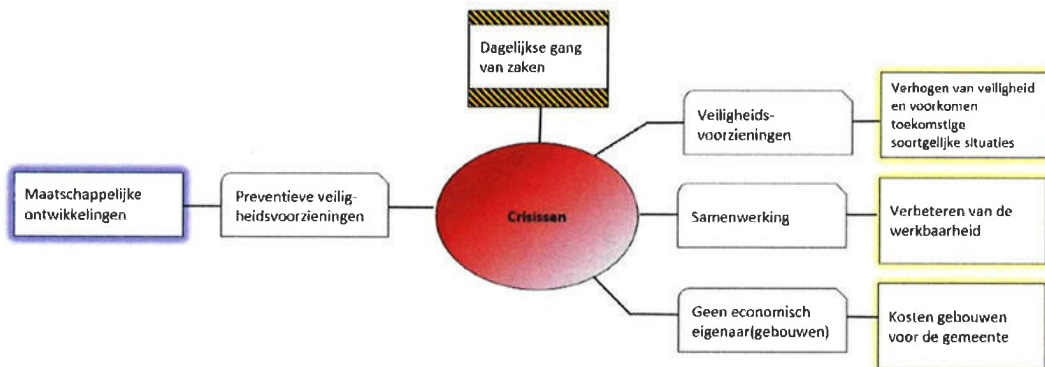 Dagelijkse gang
van zaken
Maatschappelijke
ontwikkelingen
Preventieve veilig-
heidsvoorzieningen
Crisissen
Veiligheids-
voorzieningen
Verhogen van veiligheid
en voorkomen
toekomstige
soortgelijke situaties
Samenwerking
Verbeteren van de
werkbaarheid
Geen economisch
eigenaar(gebouwen)
Kosten gebouwen
voor de gemeente